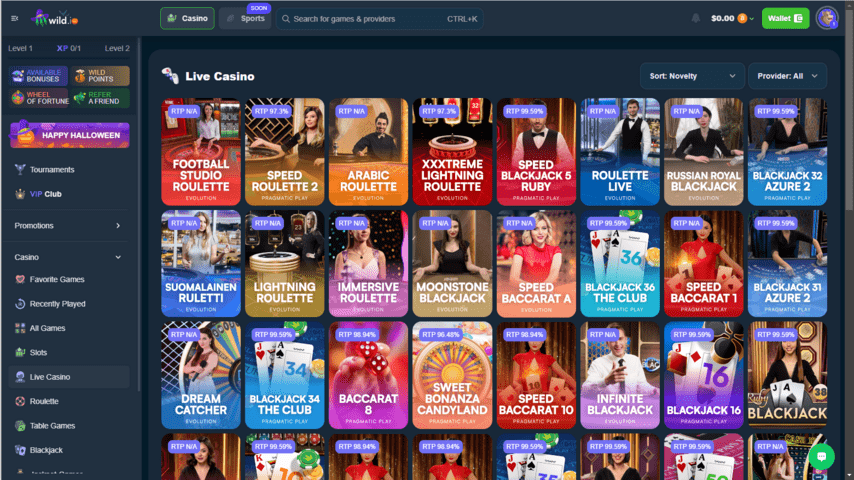 wild.io
Casino
SOON
Sports
Search for games & providers
CTRL+K
$0.00
Wallet
Level 1
XP 0/1
Level 2
AVAILABLE
BONUSES
WILD
POINTS
WHEEL
OF FORTUNE
REFER
A FRIEND
HAPPY HALLOWEEN
Tournaments
VIP Club
Promotions
Casino
Favorite Games
Recently Played
All Games
Slots
Live Casino
Roulette
Table Games
Blackjack
Live Casino
Sort: Novelty
Provider: All
RTP N/A
FOOTBALL
STUDIO
ROULETTE
EVOLUTION
RTP 97.3%
SPEED
ROULETTE 2
PRAGMATIC PLAY
RTP N/A
ARABIC
ROULETTE
EVOLUTION
RTP 97.3%
XXXTREME
LIGHTNING
ROULETTE
EVOLUTION
RTP 99.59%
SPEED
BLACKJACK 5
RUBY
PRAGMATIC PLAY
RTP N/A
ROULETTE
LIVE
EVOLUTION
RTP N/A
RUSSIAN ROYAL
BLACKJACK
EVOLUTION
RTP 99.59%
BLACKJACK 32
AZURE 2
PRAGMATIC PLAY
RTP N/A
SUOMALAINEN
RULETTI
EVOLUTION
RTP N/A
LIGHTNING
ROULETTE
EVOLUTION
RTP N/A
IMMERSIVE
ROULETTE
EVOLUTION
RTP N/A
MOONSTONE
BLACKJACK
EVOLUTION
RTP N/A
SPEED
BACCARAT A
EVOLUTION
RTP 99.59%
36
BLACKJACK 36
THE CLUB
PRAGMATIC PLAY
RTP N/A
SPEED
BACCARAT 1
PRAGMATIC PLAY
RTP 99.59%
BLACKJACK 31
AZURE 2
PRAGMATIC PLAY
RTP N/A
DREAM
CATCHER
EVOLUTION
RTP 99.59%
34
BLACKJACK 34
THE CLUB
PRAGMATIC PLAY
RTP 98.94%
BACCARAT
8
PRAGMATIC PLAY
RTP 96.48%
SWEET
BONANZA
CANDYLAND
PRAGMATIC PLAY
RTP 98.94%
SPEED
BACCARAT 10
PRAGMATIC PLAY
RTP N/A
INFINITE
BLACKJACK
EVOLUTION
RTP 99.59%
16
BLACKJACK 16
PRAGMATIC PLAY
RTP 99.59%
Ruby
38
BLACKJACK
RTP 99.59%
RTP 99.59%
RTP 98.94%
RTP 98.94%
RTP 99.59%
RTP 99.59%
RTP 99.59%
RTP 99.59%